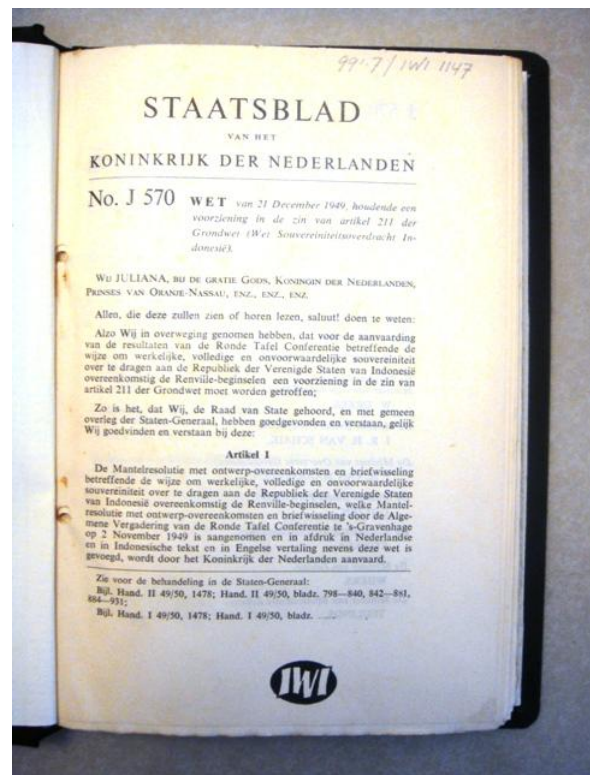 991.7/IWI 1147
STAATSBLAD
VAN HET
KONINKRIJK DER NEDERLANDEN
No. J 570 WET van 21 December 1949, houdende een
voorziening in de zin van artikel 211 der
Grondwet (Wet Souvereiniteitsoverdracht In-
donesië).
WIJ JULIANA, BIJ DE GRATIE GODS, KONINGIN DER NEDERLANDEN,
PRINSES VAN ORANJE-NASSAU, ENZ., ENZ., ENZ.
Allen, die deze zullen zien of horen lezen, saluut! doen te weten:
Alzo Wij in overweging genomen hebben, dat voor de aanvaarding
van de resultaten van de Ronde Tafel Conferentie betreffende de
wijze om werkelijke, volledige en onvoorwaardelijke souvereiniteit
over te dragen aan de Republiek der Verenigde Staten van Indonesië
overeenkomstig de Renville-beginselen een voorziening in de zin van
artikel 211 der Grondwet moet worden getroffen;
Zo is het, dat Wij, de Raad van State gehoord, en met gemeen
overleg der Staten-Generaal, hebben goedgevonden en verstaan, gelijk
Wij goedvinden en verstaan bij deze:
Artikel 1
De Mantelresolutie met ontwerp-overeenkomsten en briefwisseling
betreffende de wijze om werkelijke, volledige en onvoorwaardelijke
souvereiniteit over te dragen aan de Republiek der Verenigde Staten
van Indonesië overeenkomstig de Renville-beginselen, welke Mantel-
resolutie met ontwerp-overeenkomsten en briefwisseling door de Alge-
mene Vergadering van de Ronde Tafel Conferentie te 's-Gravenhage
op 2 November 1949 is aangenomen en in afdruk in Nederlandse
en in Indonesische tekst en in Engelse vertaling nevens deze wet is
gevoegd, wordt door het Koninkrijk der Nederlanden aanvaard.
Zie voor de behandeling in de Staten-Generaal:
Bijl. Hand. II 49/50, 1478; Hand. II 49/50, bladz. 798—840, 842—881,
884—931;
Bijl. Hand. I 49/50, 1478; Hand. I 49/50, bladz. ......
IWI